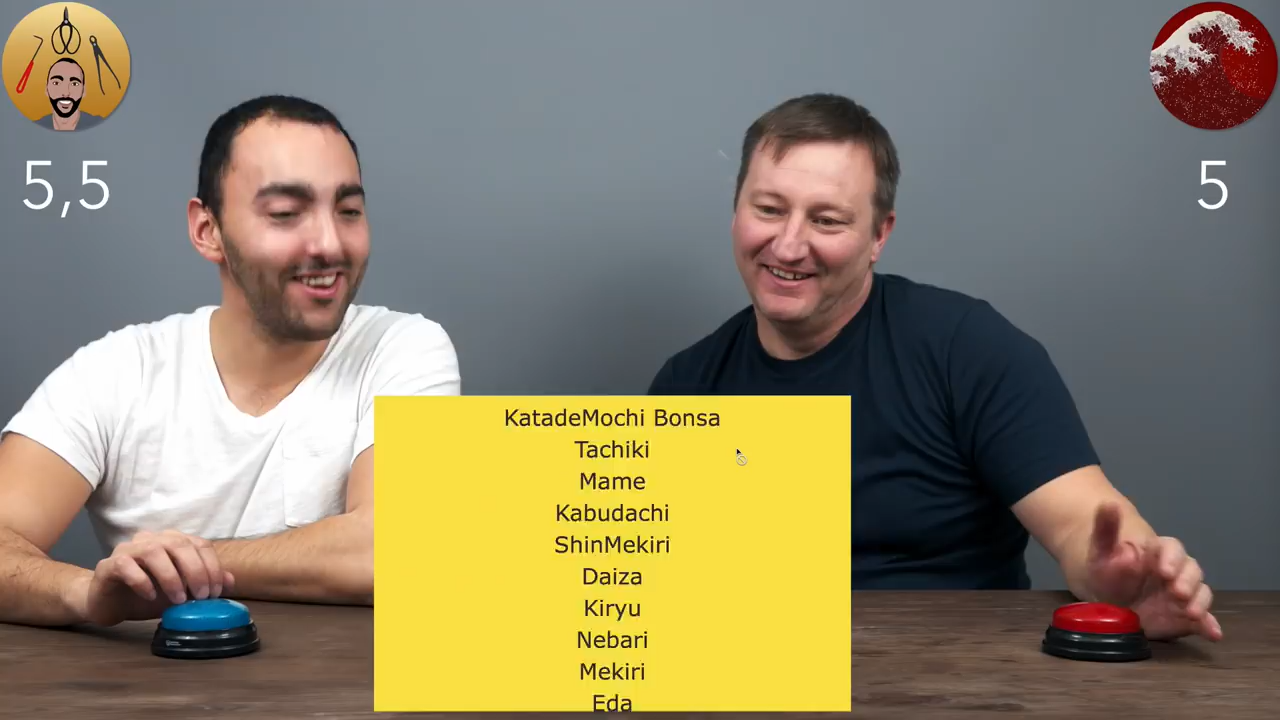 5,5
5
KatadeMochi Bonsa
Tachiki
Mame
Kabudachi
ShinMekiri
Daiza
Kiryu
Nebari
Mekiri
Eda